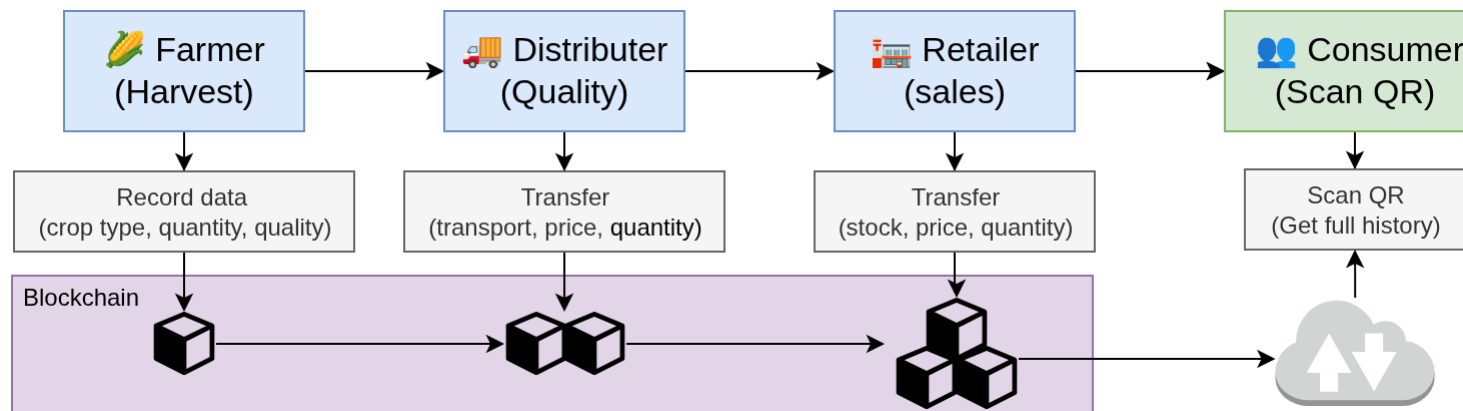 Farmer
(Harvest)
Distributer
(Quality)
Retailer
(sales)
Consumer
(Scan QR)
Record data
(crop type, quantity, quality)
Transfer
(transport, price, quantity)
Transfer
(stock, price, quantity)
Scan QR
(Get full history)
Blockchain